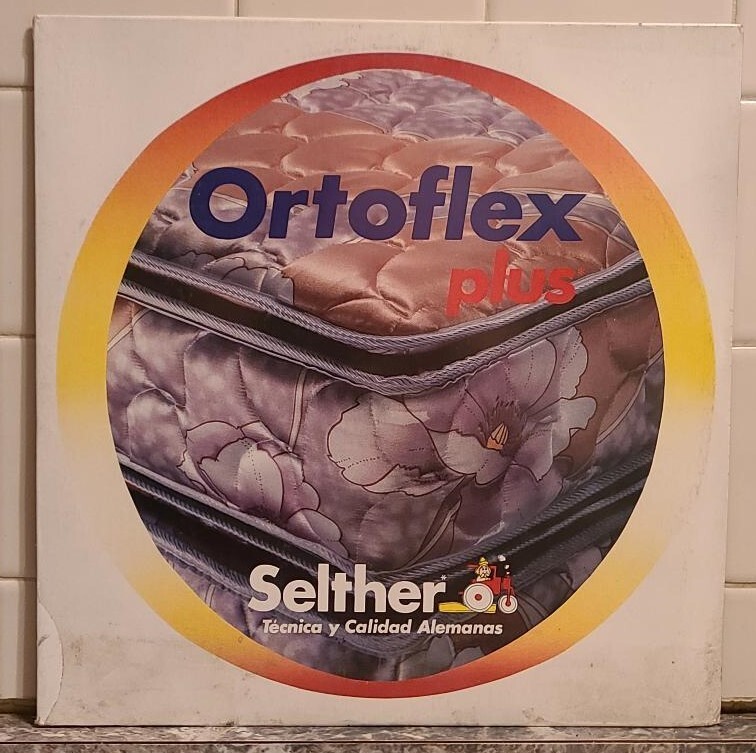 Ortoflex
plus
Selther*
Técnica y Calidad Alemanas